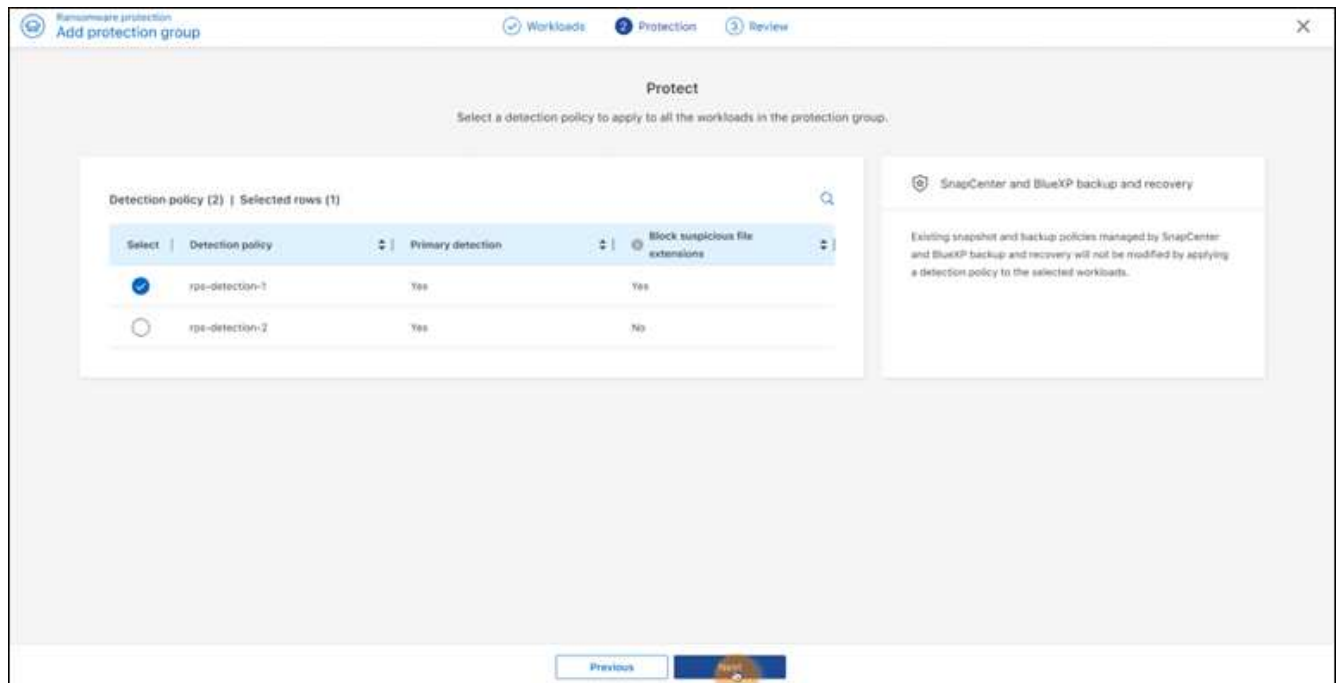 Ransomware protection
Add protection group
Workloads
2 Protection
3 Review
Protect
Select a detection policy to apply to all the workloads in the protection group.
Detection policy (2) | Selected rows (1)
Select
Detection policy
Primary detection
Block suspicious file
extensions
rps-detection-1
Yes
Yes
rps-detection-2
Yes
No
SnapCenter and BlueXP backup and recovery
Existing snapshot and backup policies managed by SnapCenter
and BlueXP backup and recovery will not be modified by applying
a detection policy to the selected workloads.
Previous
Next